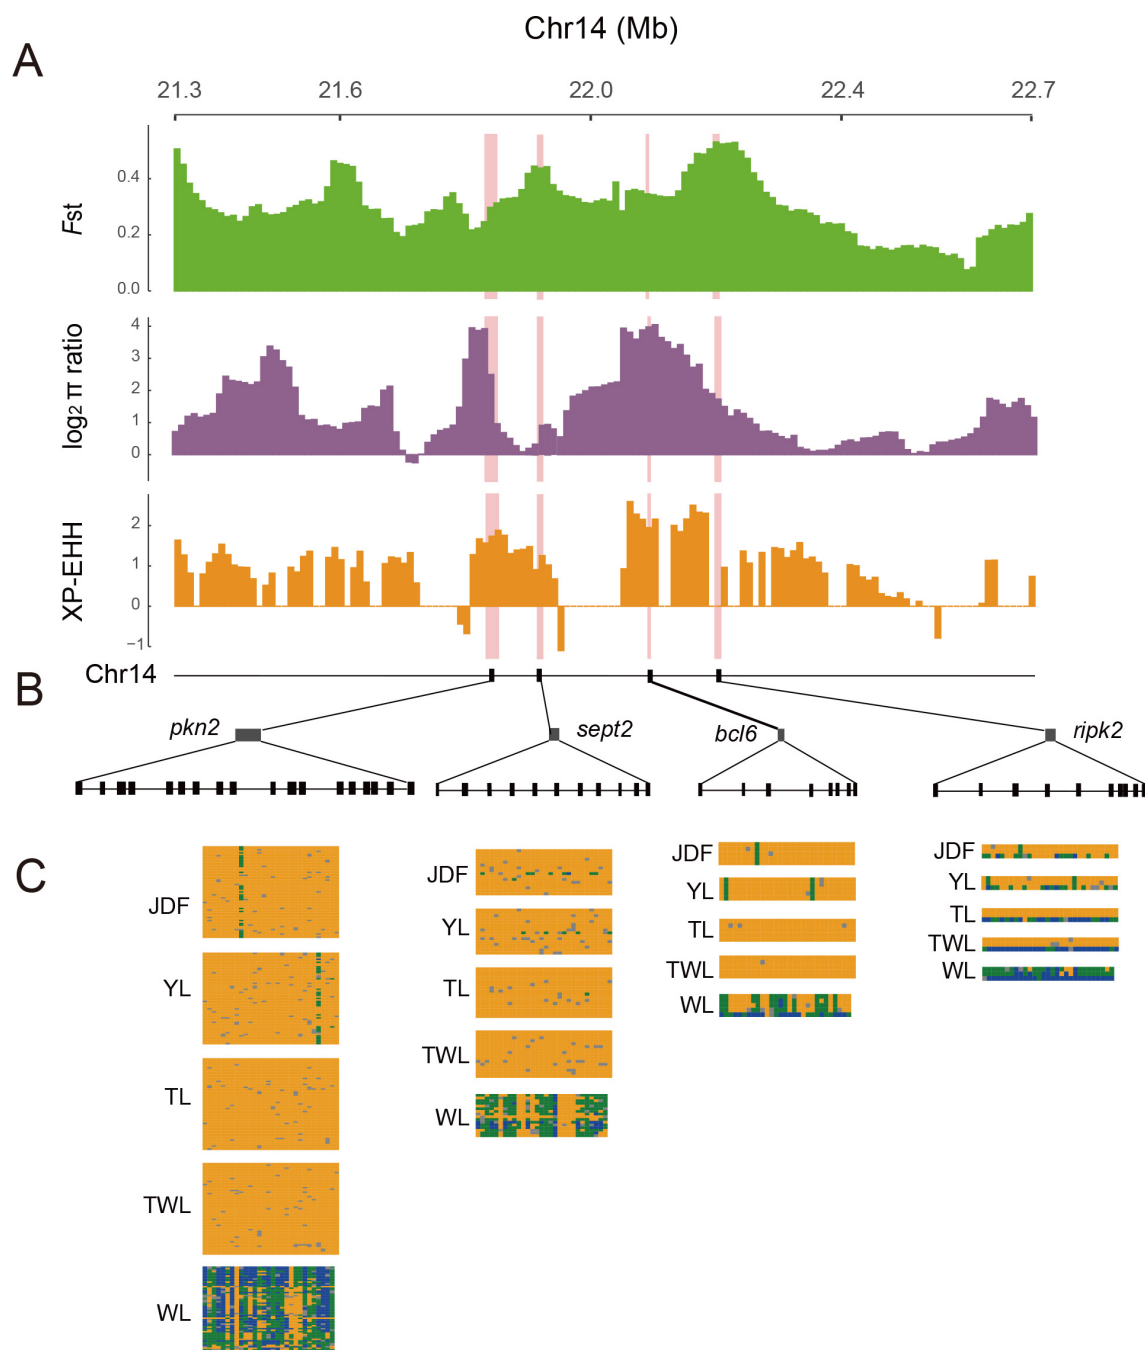 Chr14 (Mb)
A
21.3 21.6 22.0 22.4 22.7
Fst
0.4
0.2
0.0
log₂ π ratio
4
3
2
1
0
XP-EHH
2
1
0
−1
Chr14
B
pkn2 sept2 bcl6 ripk2
C
JDF
YL
TL
TWL
WL
JDF
YL
TL
TWL
WL
JDF
YL
TL
TWL
WL
JDF
YL
TL
TWL
WL